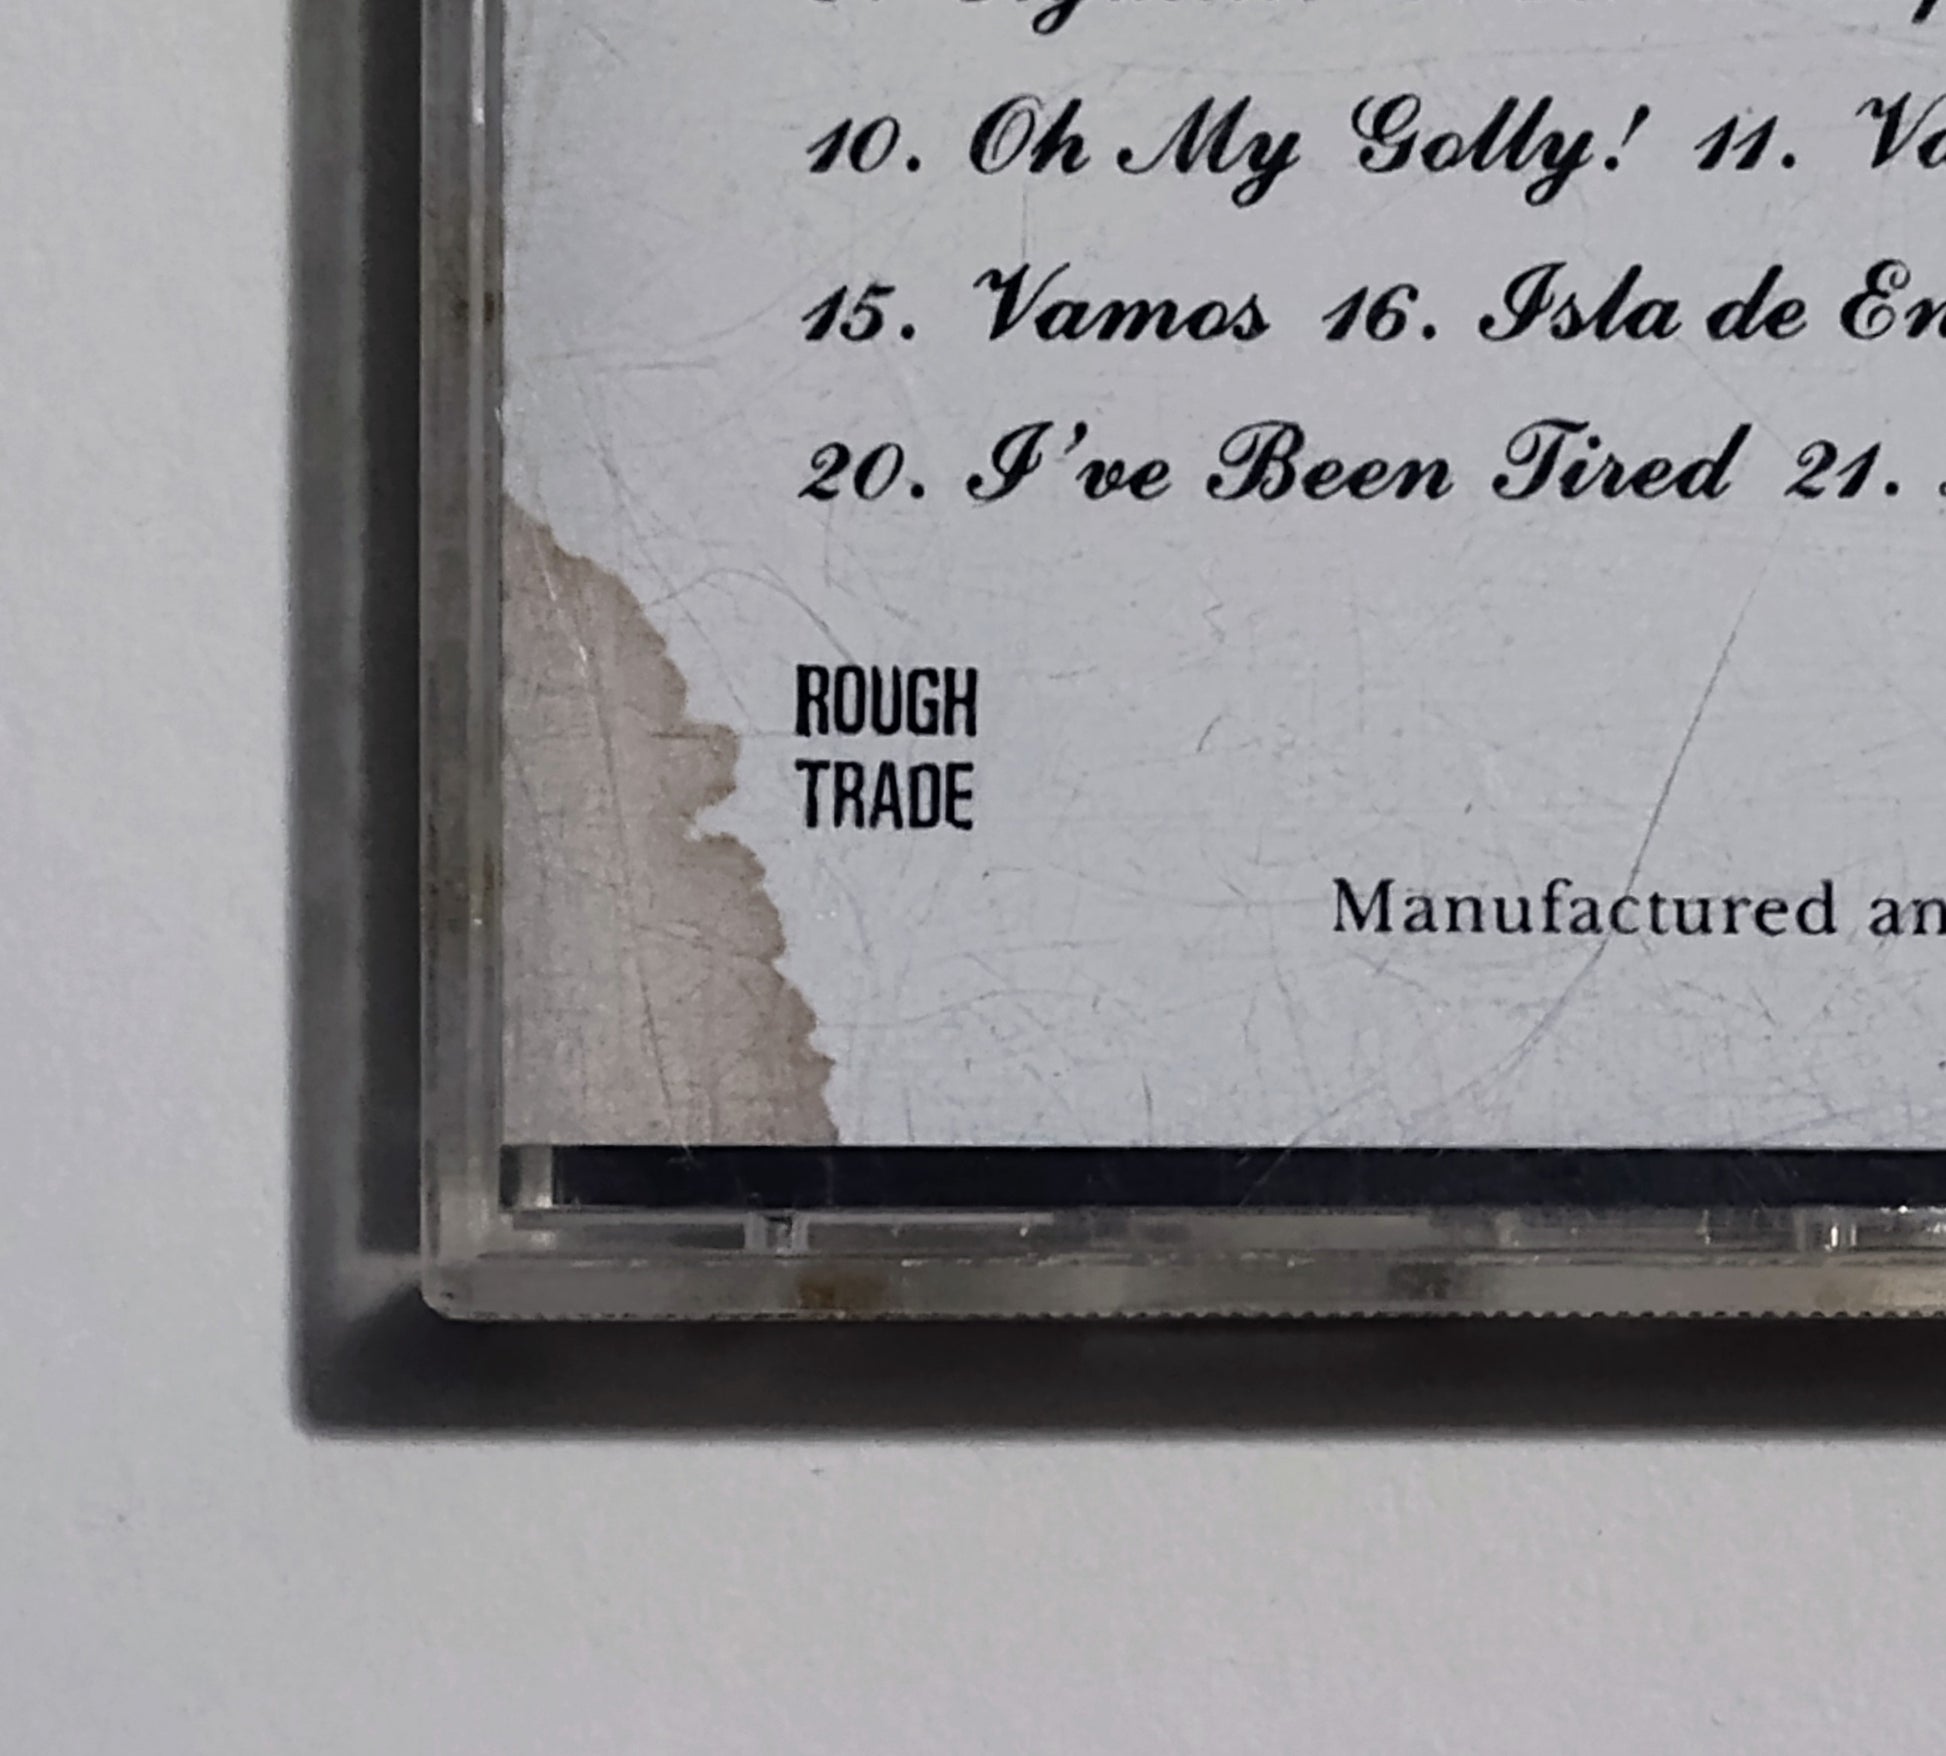 10. Oh My Golly! 11.
15. Vamos 16. Isla de
20. I've Been Tired 21.
ROUGH
TRADE
Manufactured